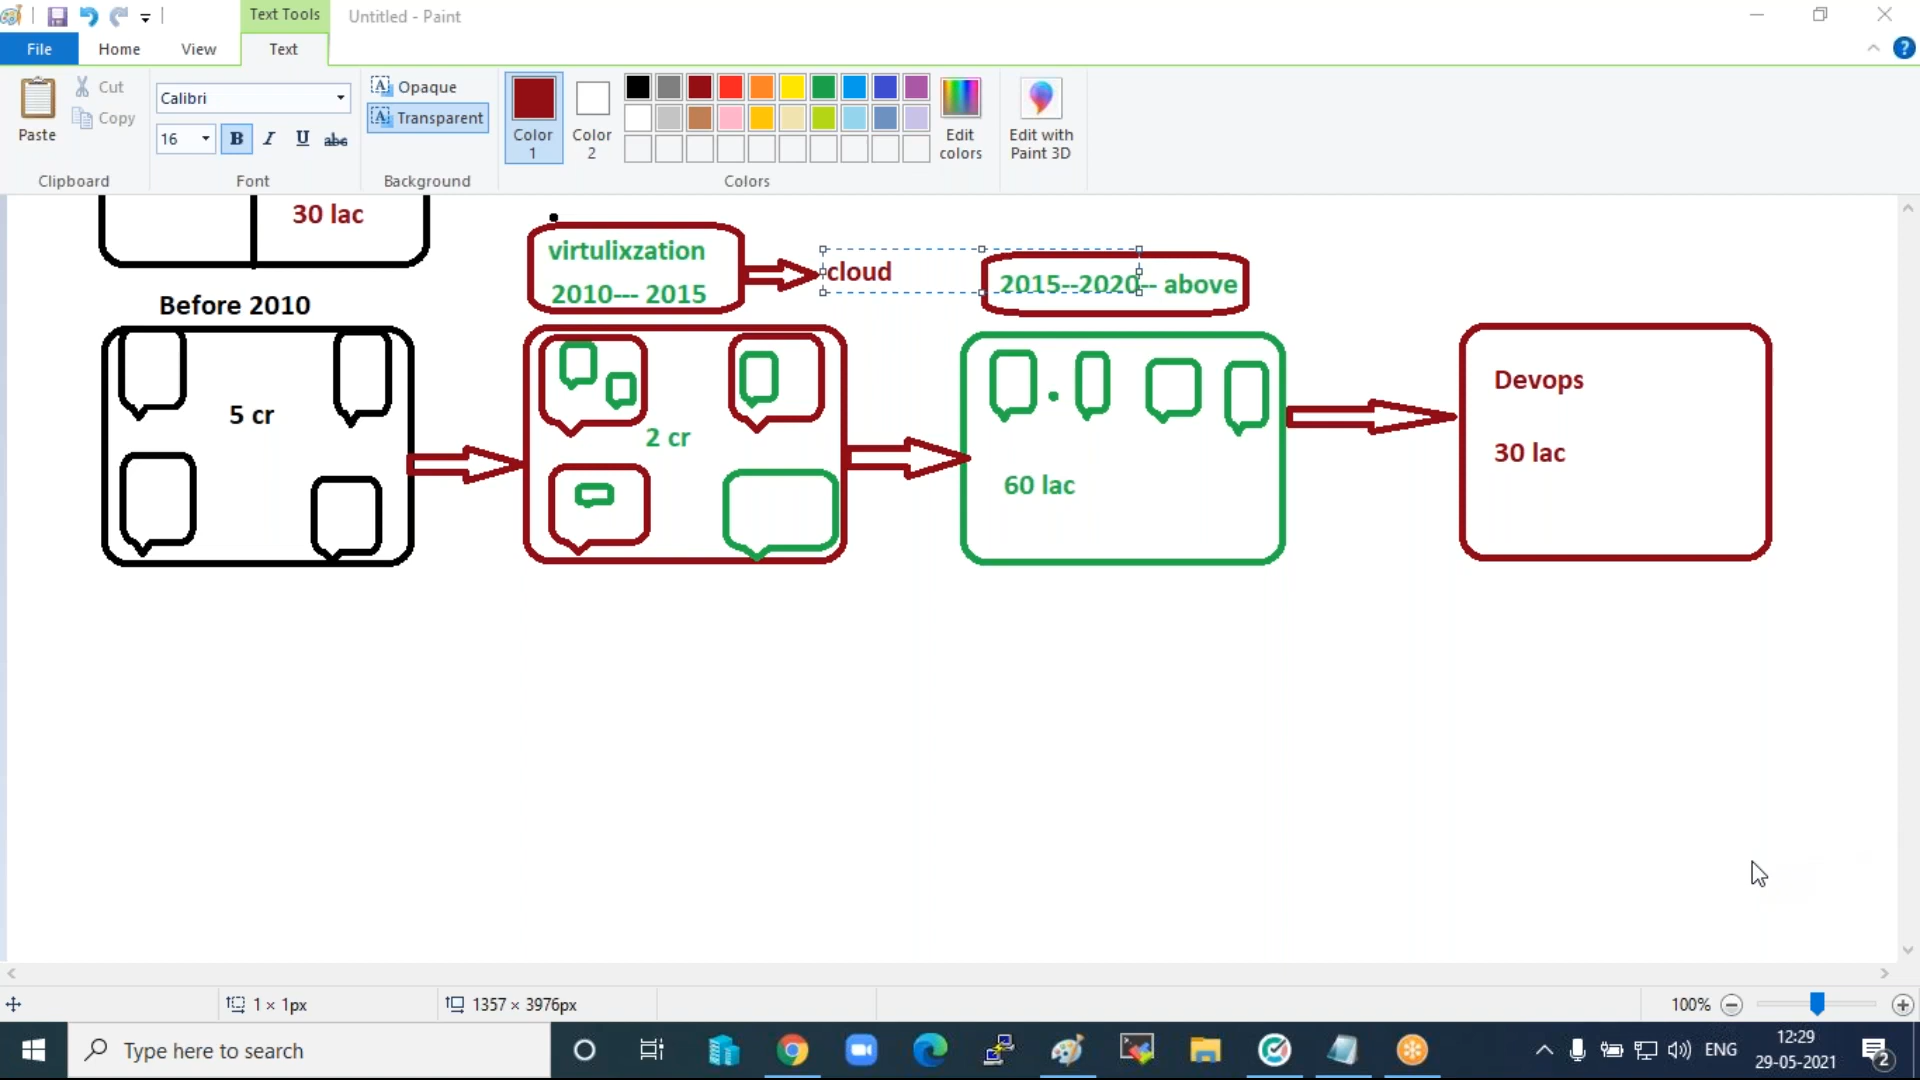 Text Tools
Untitled - Paint
File
Home
View
Text
?
Paste
Cut
Copy
Clipboard
Calibri
16
B
I
U
abc
Font
A Opaque
A Transparent
Background
Color
1
Color
2
Edit
colors
Colors
Edit with
Paint 3D
30 lac
virtulixzation
2010--- 2015
cloud
2015--2020-- above
Before 2010
5 cr
2 cr
60 lac
Devops
30 lac
1 × 1px
1357 × 3976px
100%
Type here to search
ENG
12:29
29-05-2021
2